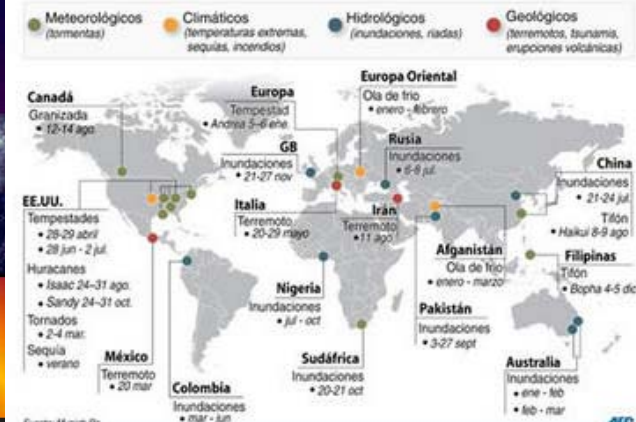 Meteorológicos
(tormentas)
Climáticos
(temperaturas extremas,
sequías, incendios)
Hidrológicos
(inundaciones, riadas)
Geológicos
(terremotos, tsunamis,
erupciones volcánicas)
Canadá
Granizada
• 12-14 ago.
Europa
Tempestad
• Andrea 5-6 ene.
GB
Inundaciones
• 21-27 nov
Europa Oriental
Ola de frío
• enero - febrero
Rusia
Inundaciones
• 6-8 jul.
China
Inundaciones
• 21-24 jul.
Tifón
• Haikui 8-9 ago
EE.UU.
Tempestades
• 28-29 abril
• 28 jun - 2 jul.
Huracanes
• Isaac 24-31 ago.
• Sandy 24-31 oct.
Tornados
• 2-4 mar.
Sequía
• verano
Italia
Terremoto
• 20-29 mayo
Irán
Terremoto
• 11 ago
Afganistán
Ola de frío
• enero - marzo
Filipinas
Tifón
• Bopha 4-5 dic
Nigeria
Inundaciones
• jul - oct
Pakistán
Inundaciones
• 3-27 sept
México
Terremoto
• 20 mar
Colombia
Inundaciones
• mar - jun
Sudáfrica
Inundaciones
• 20-21 oct
Australia
Inundaciones
• ene - feb
• feb - mar
AFP